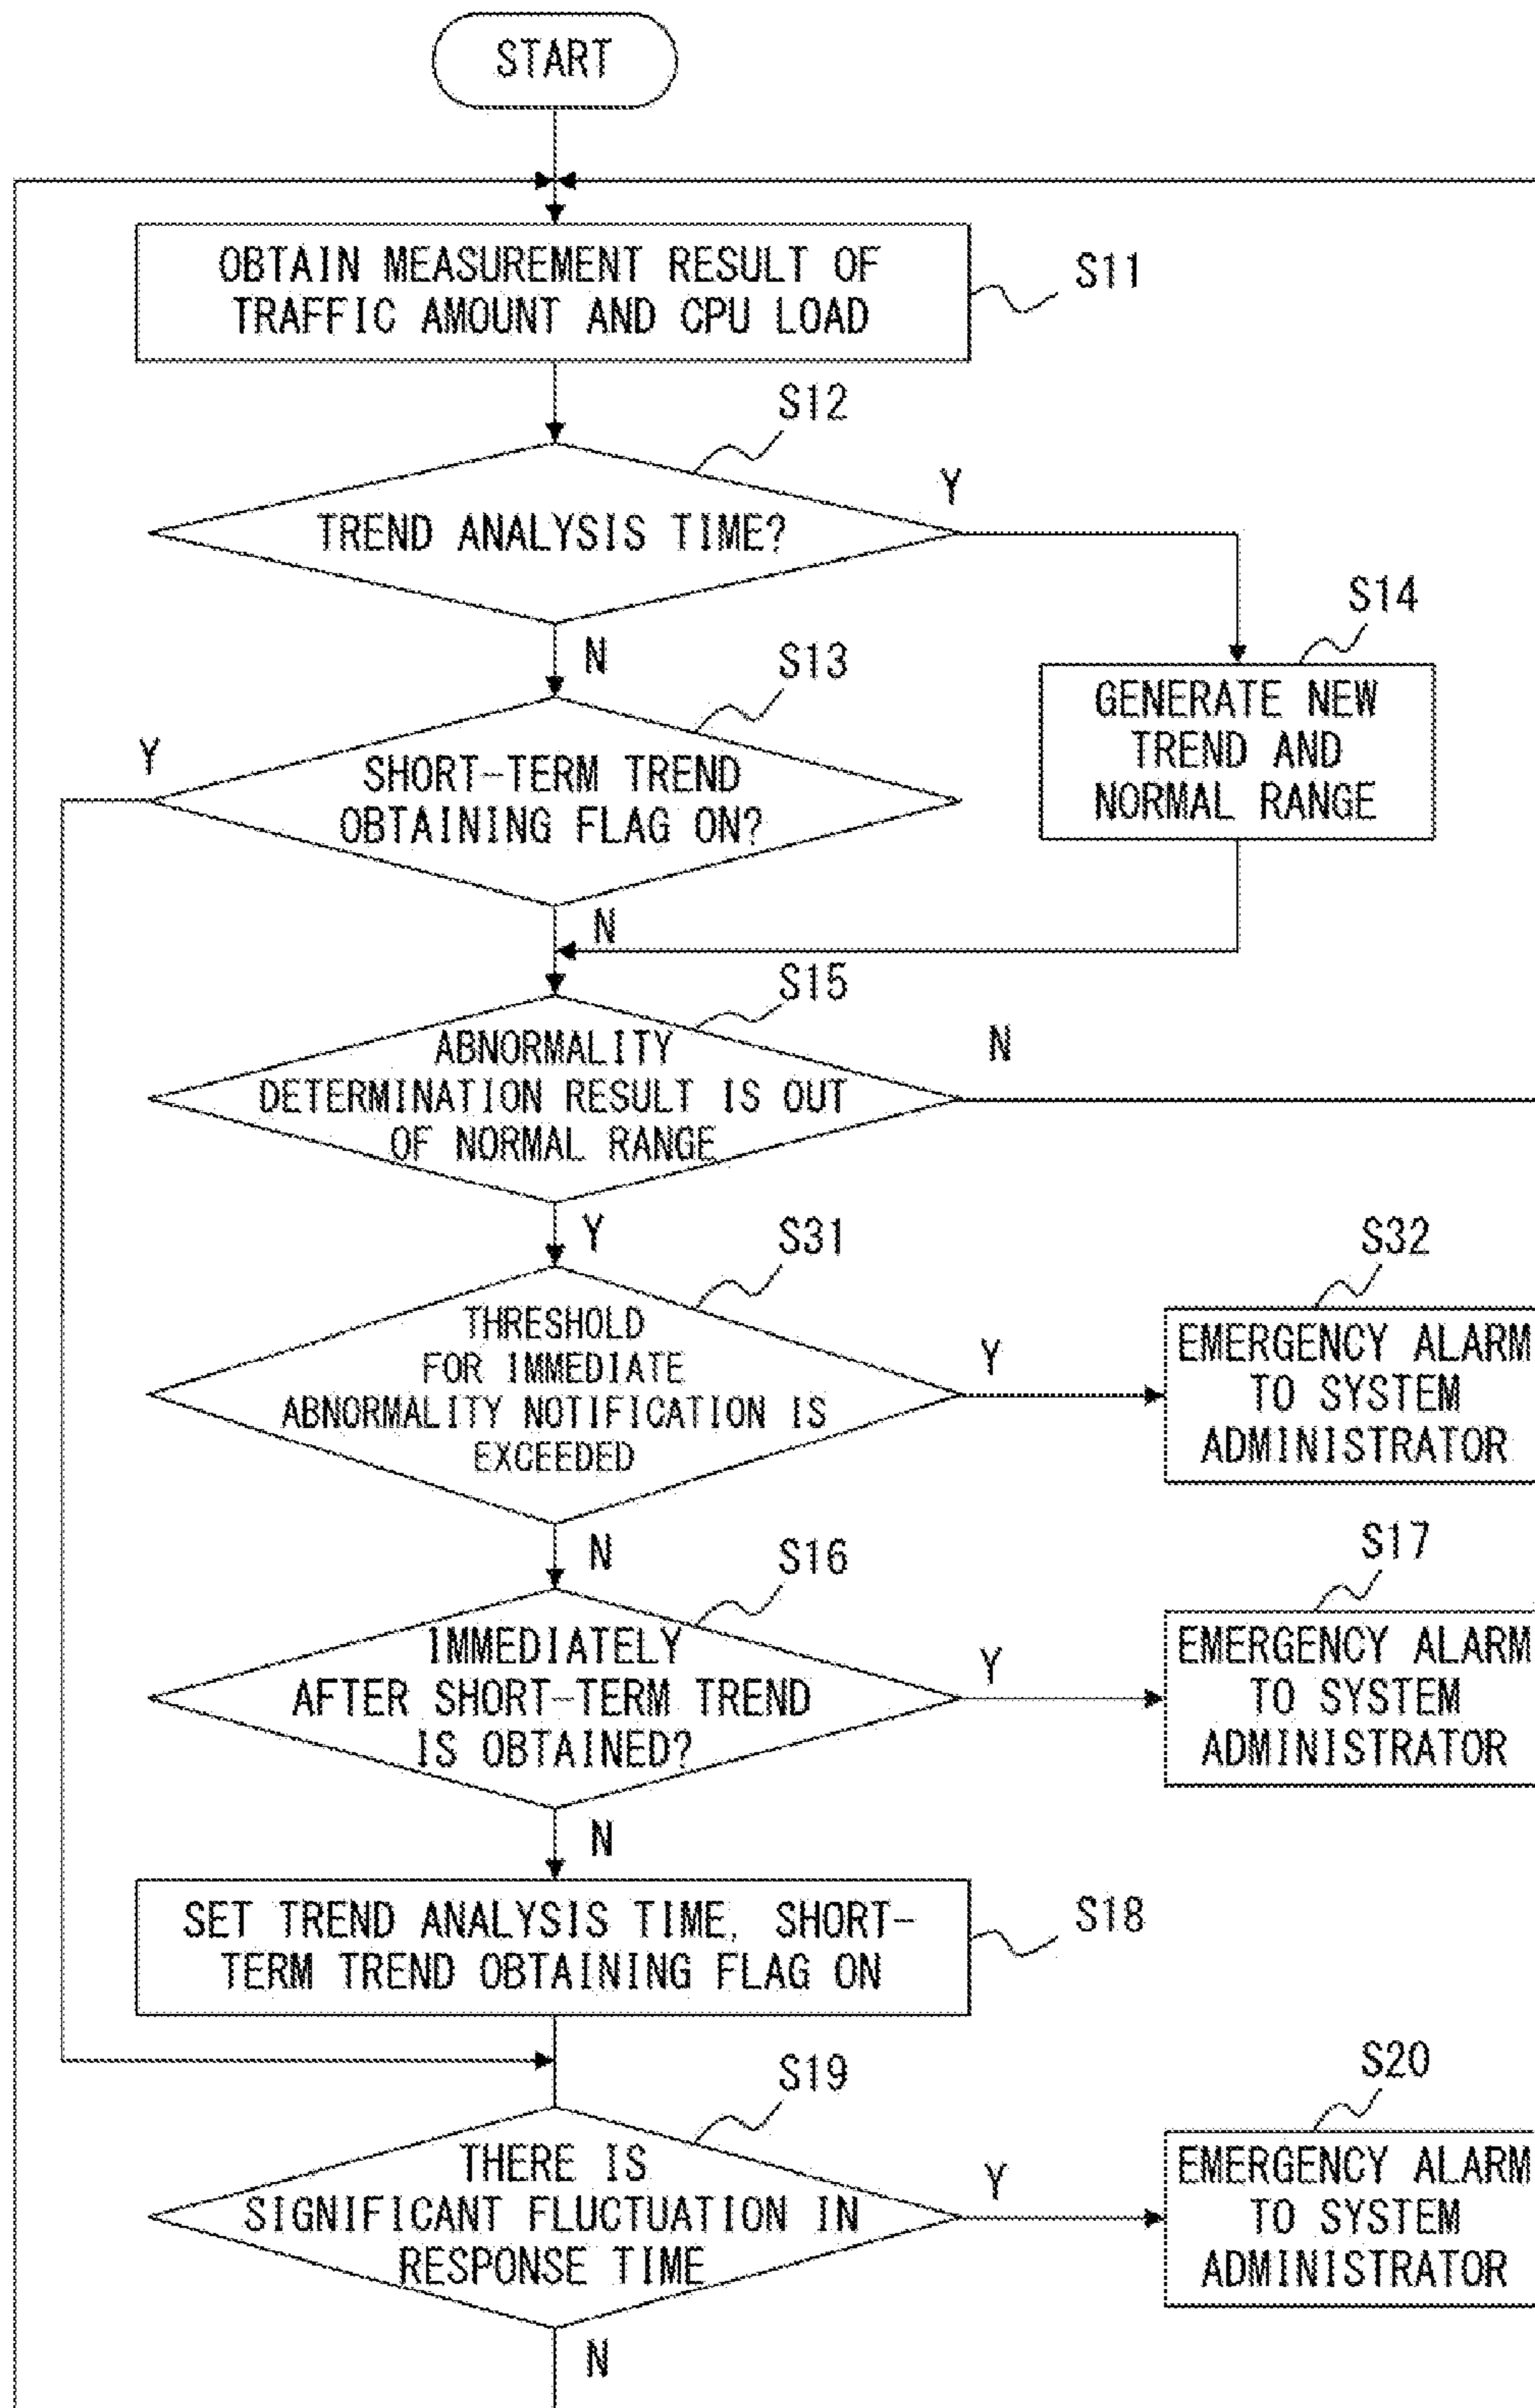 START
OBTAIN MEASUREMENT RESULT OF
TRAFFIC AMOUNT AND CPU LOAD
S11
S12
TREND ANALYSIS TIME?
Y
N
S13
S14
GENERATE NEW
TREND AND
NORMAL RANGE
Y
SHORT-TERM TREND
OBTAINING FLAG ON?
N
S15
ABNORMALITY
DETERMINATION RESULT IS OUT
OF NORMAL RANGE
N
Y
S31
THRESHOLD
FOR IMMEDIATE
ABNORMALITY NOTIFICATION IS
EXCEEDED
Y
S32
EMERGENCY ALARM
TO SYSTEM
ADMINISTRATOR
N
S16
IMMEDIATELY
AFTER SHORT-TERM TREND
IS OBTAINED?
Y
S17
EMERGENCY ALARM
TO SYSTEM
ADMINISTRATOR
N
SET TREND ANALYSIS TIME, SHORT-
TERM TREND OBTAINING FLAG ON
S18
S19
THERE IS
SIGNIFICANT FLUCTUATION IN
RESPONSE TIME
Y
S20
EMERGENCY ALARM
TO SYSTEM
ADMINISTRATOR
N